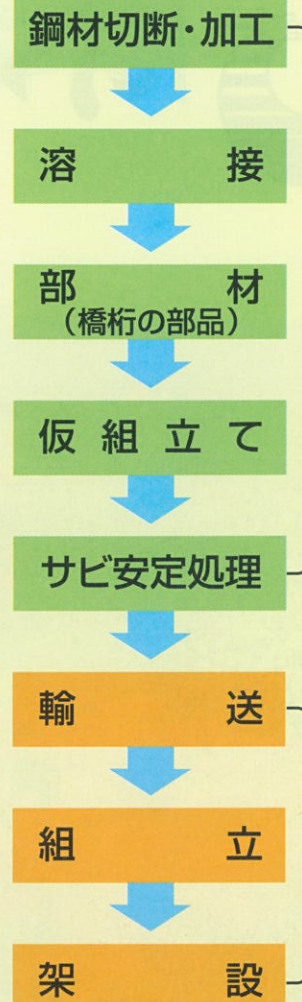 鋼材切断・加工
溶接
部材
（橋桁の部品）
仮組立て
サビ安定処理
輸送
組立
架設